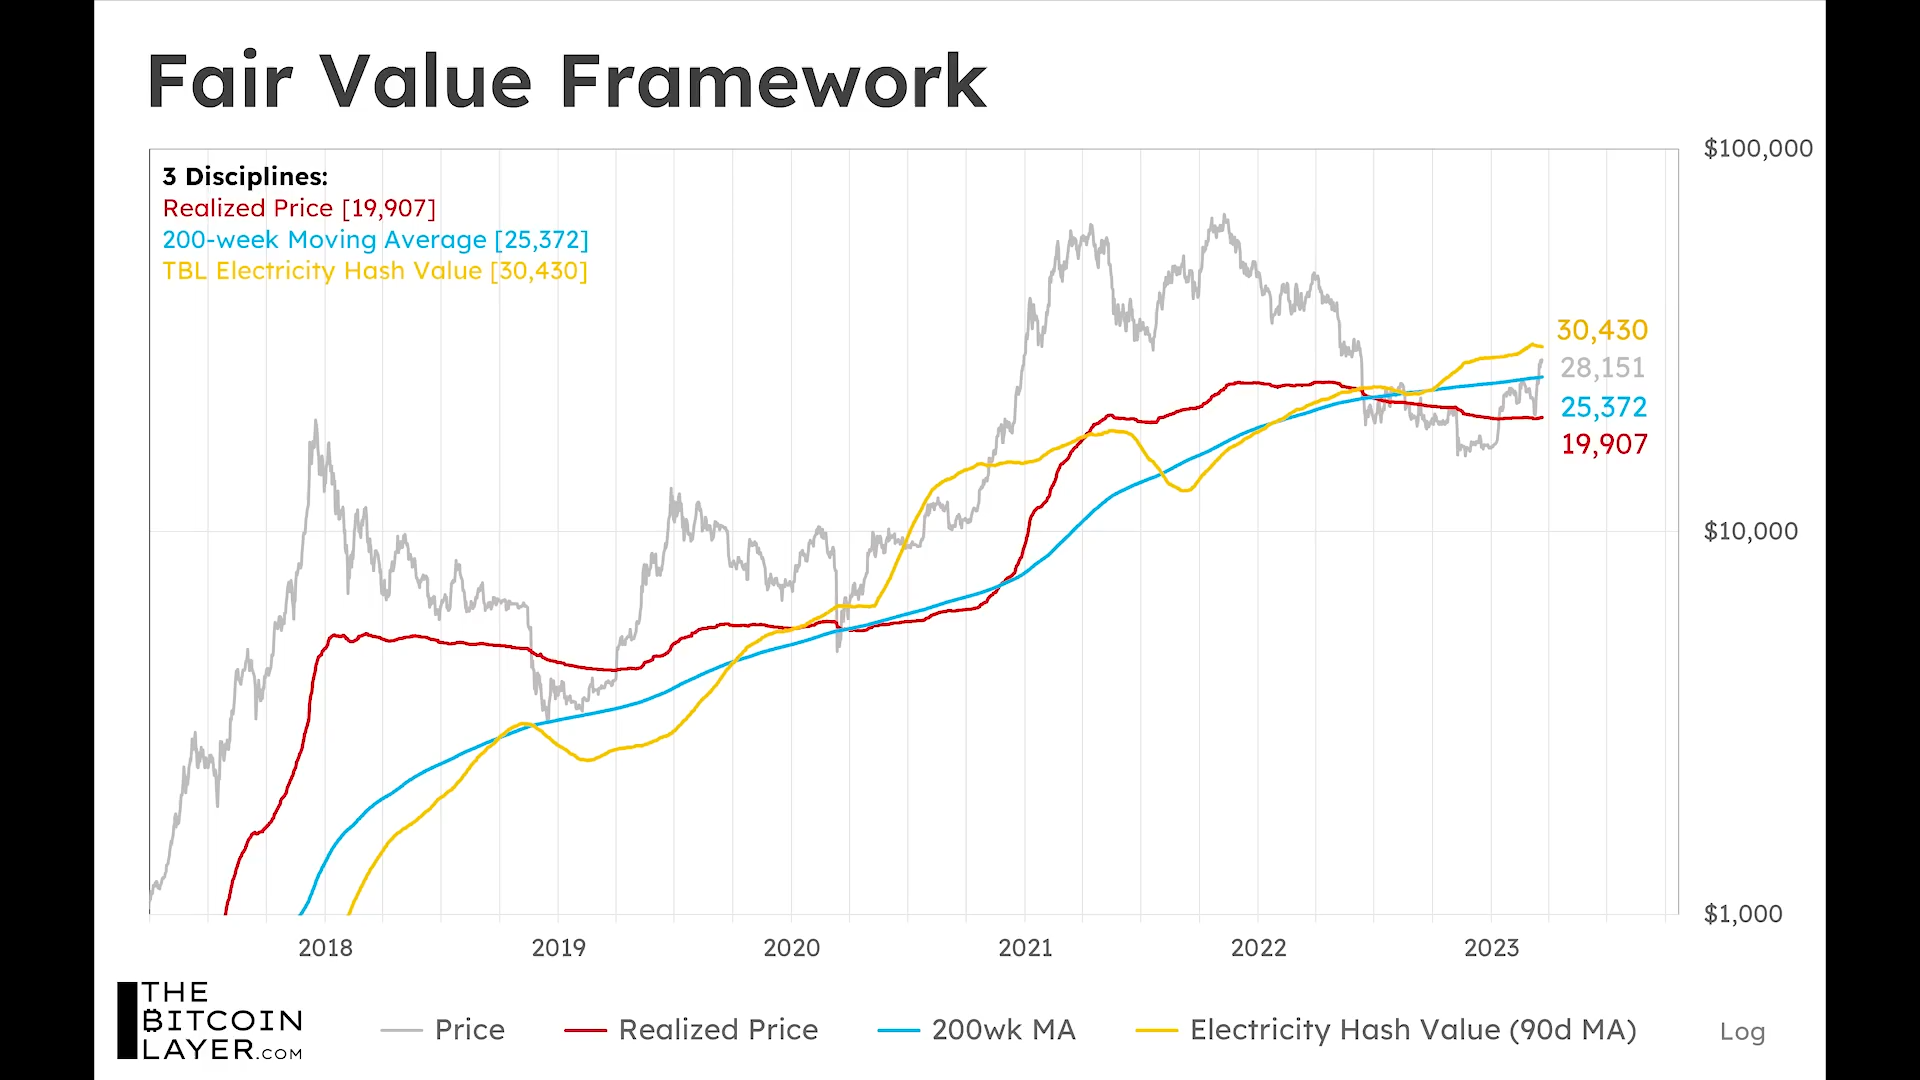 Fair Value Framework
3 Disciplines:
Realized Price [19,907]
200-week Moving Average [25,372]
TBL Electricity Hash Value [30,430]
$100,000
30,430
28,151
25,372
19,907
$10,000
$1,000
2018 2019 2020 2021 2022 2023
THE
₿ITCOIN
LAYER.COM
Price Realized Price 200wk MA Electricity Hash Value (90d MA) Log